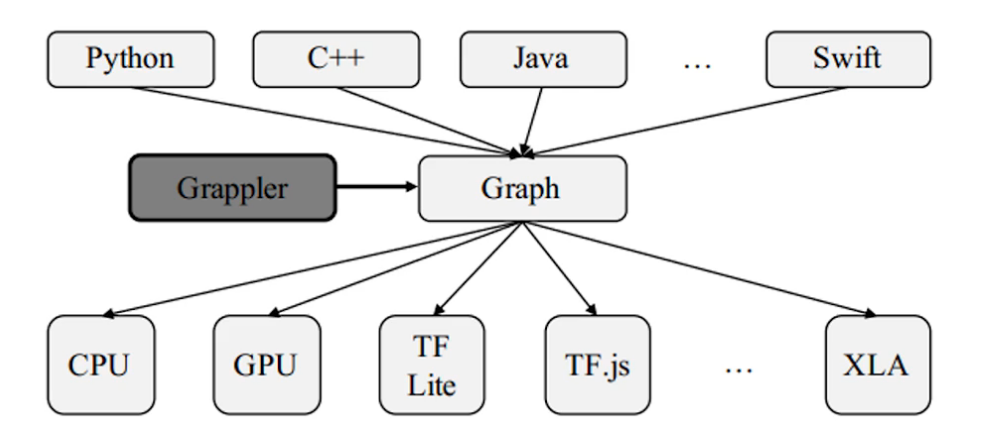 Python
C++
Java
...
Swift
Grappler
Graph
CPU
GPU
TF
Lite
TF.js
...
XLA